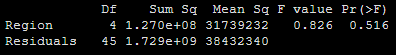 Df Sum Sq Mean Sq F value Pr(>F)
Region 4 1.270e+08 31739232 0.826 0.516
Residuals 45 1.729e+09 38432340